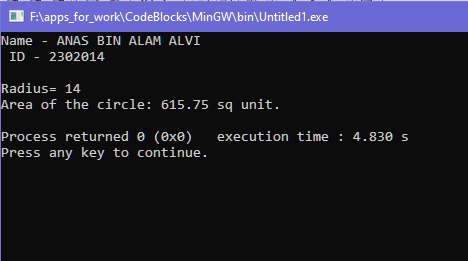 F:\apps_for_work\CodeBlocks\MinGW\bin\Untitled1.exe
Name - ANAS BIN ALAM ALVI
 ID - 2302014
Radius= 14
Area of the circle: 615.75 sq unit.
Process returned 0 (0x0)   execution time : 4.830 s
Press any key to continue.